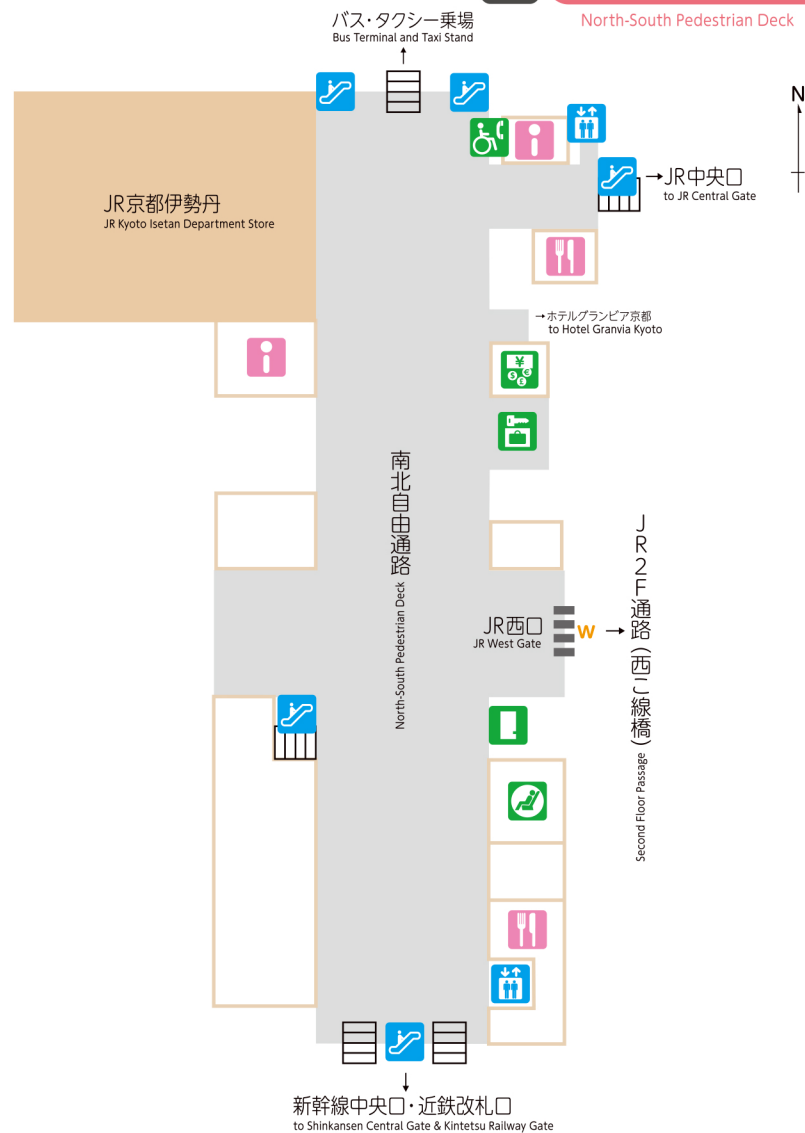 North-South Pedestrian Deck
バス・タクシー乗場
Bus Terminal and Taxi Stand
N
→JR中央口
to JR Central Gate
JR京都伊勢丹
JR Kyoto Isetan Department Store
→ホテルグランビア京都
to Hotel Granvia Kyoto
¥
$ € £
南北自由通路
North-South Pedestrian Deck
JR西口
JR West Gate
W →
JR2F通路(西こ線橋)
Second Floor Passage
新幹線中央口・近鉄改札口
to Shinkansen Central Gate & Kintetsu Railway Gate